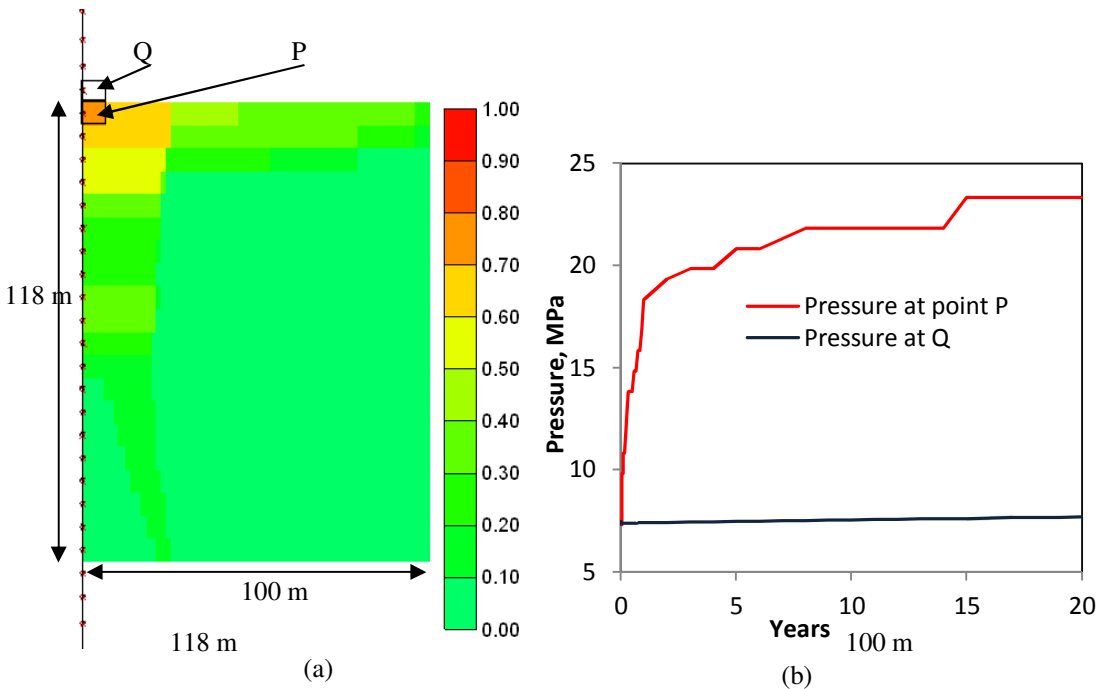 Q P
118 m
1.00
0.90
0.80
0.70
0.60
0.50
0.40
0.30
0.20
0.10
0.00
100 m
118 m
(a)
Pressure, MPa
25
20
15
10
5
Pressure at point P
Pressure at Q
0 5 10 15 20
Years
100 m
(b)